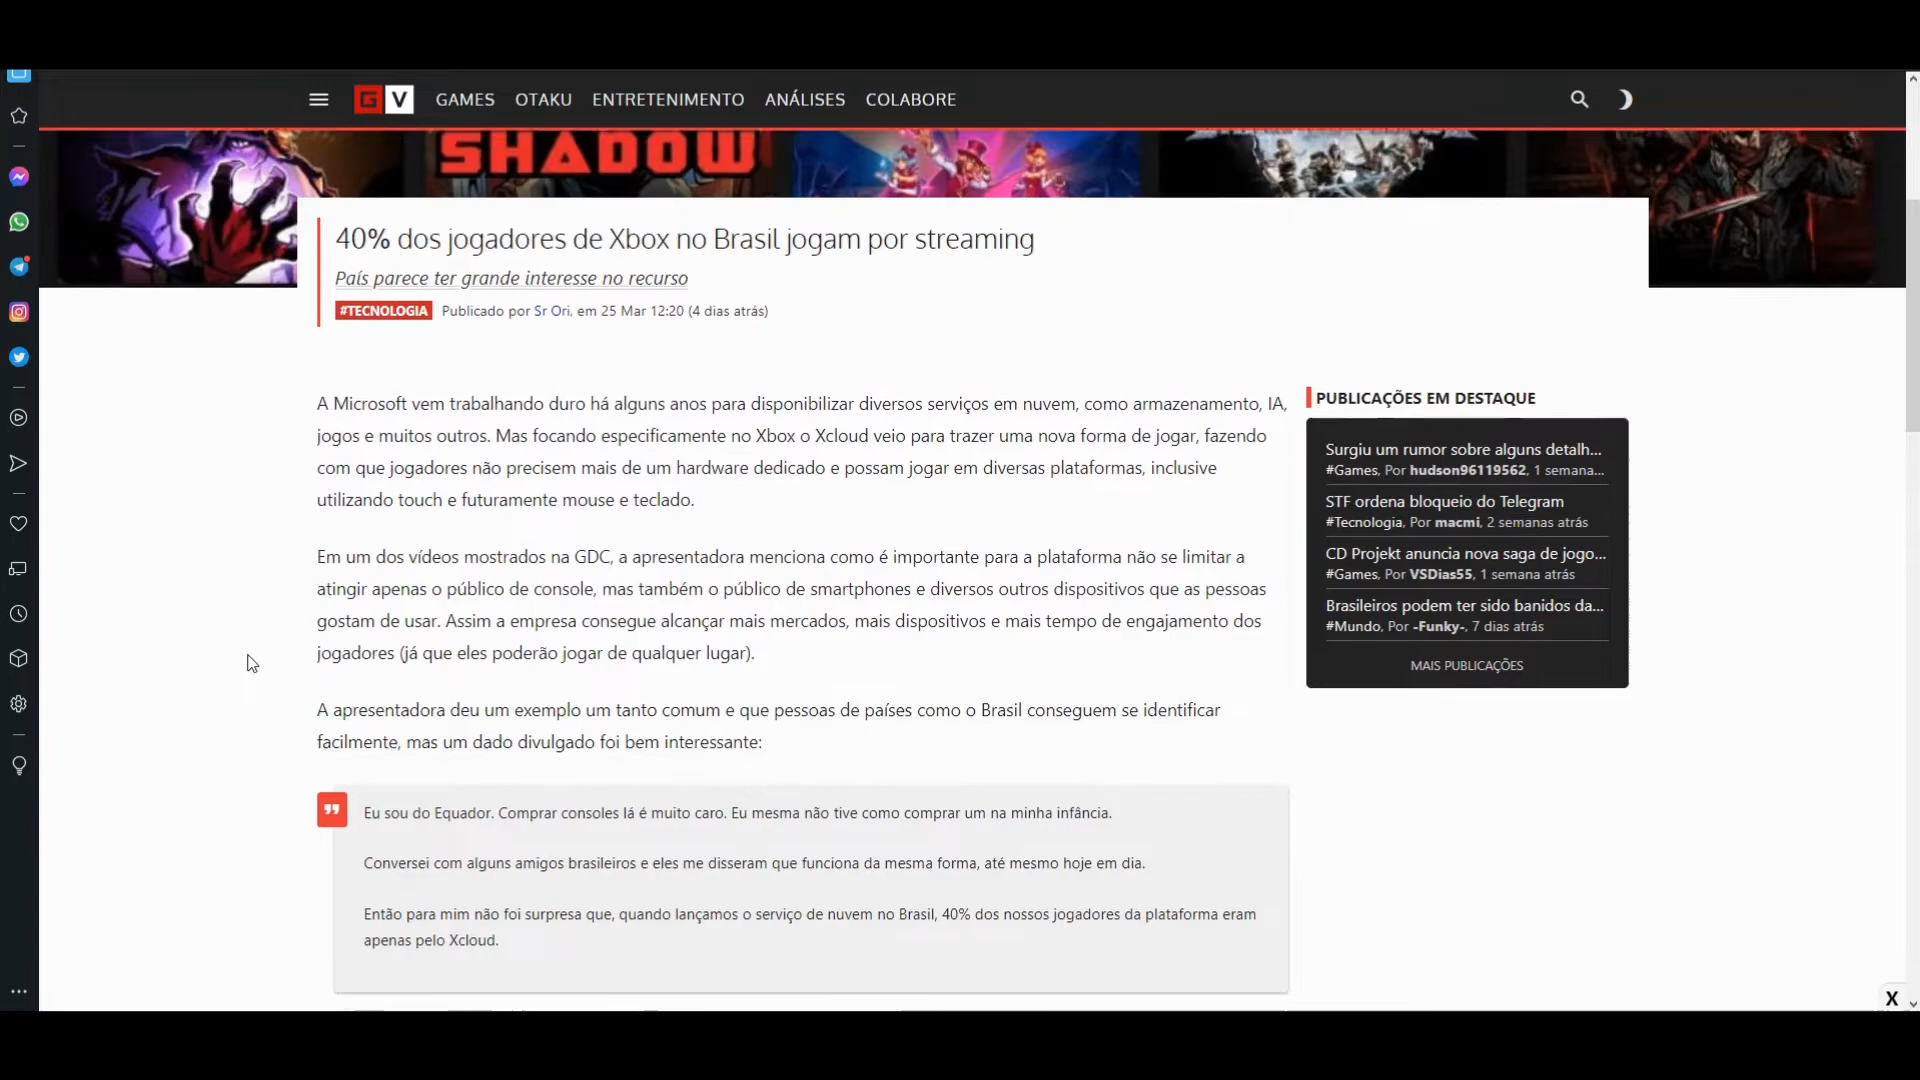 G V GAMES OTAKU ENTRETENIMENTO ANÁLISES COLABORE
SHADOW
40% dos jogadores de Xbox no Brasil jogam por streaming
País parece ter grande interesse no recurso
#TECNOLOGIA Publicado por Sr Ori, em 25 Mar 12:20 (4 dias atrás)
A Microsoft vem trabalhando duro há alguns anos para disponibilizar diversos serviços em nuvem, como armazenamento, IA,
jogos e muitos outros. Mas focando especificamente no Xbox o Xcloud veio para trazer uma nova forma de jogar, fazendo
com que jogadores não precisem mais de um hardware dedicado e possam jogar em diversas plataformas, inclusive
utilizando touch e futuramente mouse e teclado.
Em um dos vídeos mostrados na GDC, a apresentadora menciona como é importante para a plataforma não se limitar a
atingir apenas o público de console, mas também o público de smartphones e diversos outros dispositivos que as pessoas
gostam de usar. Assim a empresa consegue alcançar mais mercados, mais dispositivos e mais tempo de engajamento dos
jogadores (já que eles poderão jogar de qualquer lugar).
A apresentadora deu um exemplo um tanto comum e que pessoas de países como o Brasil conseguem se identificar
facilmente, mas um dado divulgado foi bem interessante:
Eu sou do Equador. Comprar consoles lá é muito caro. Eu mesma não tive como comprar um na minha infância.
Conversei com alguns amigos brasileiros e eles me disseram que funciona da mesma forma, até mesmo hoje em dia.
Então para mim não foi surpresa que, quando lançamos o serviço de nuvem no Brasil, 40% dos nossos jogadores da plataforma eram
apenas pelo Xcloud.
PUBLICAÇÕES EM DESTAQUE
Surgiu um rumor sobre alguns detalh...
#Games, Por hudson96119562, 1 semana...
STF ordena bloqueio do Telegram
#Tecnologia, Por macmi, 2 semanas atrás
CD Projekt anuncia nova saga de jogo...
#Games, Por VSDias55, 1 semana atrás
Brasileiros podem ter sido banidos da...
#Mundo, Por -Funky-, 7 dias atrás
MAIS PUBLICAÇÕES
X